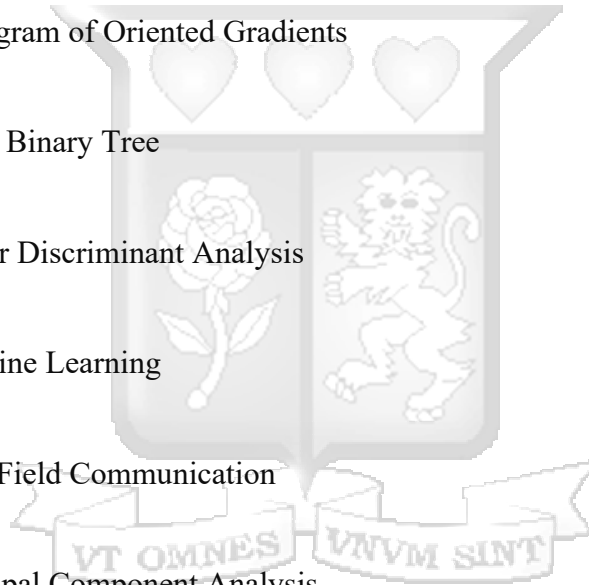 gram of Oriented Gradients
Binary Tree
r Discriminant Analysis
ine Learning
Field Communication
VT OMNES VNVM SINT
pal Component Analysis